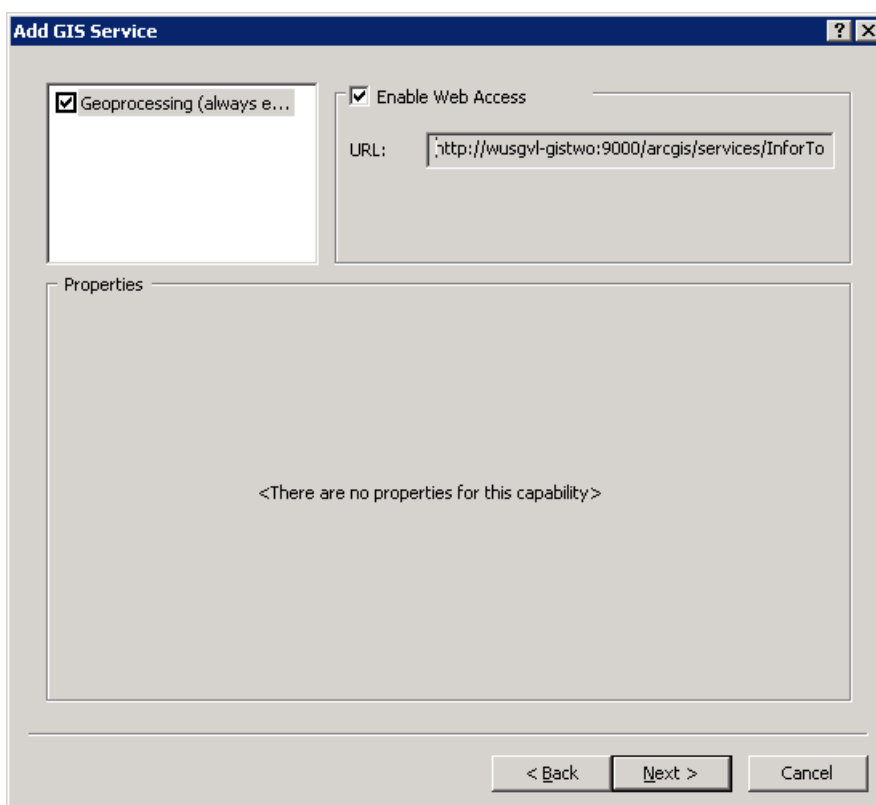 Add GIS Service
Geoprocessing (always e...
Enable Web Access
URL:
http://wusgvl-gistwo:9000/arcgis/services/InforTo
Properties
<There are no properties for this capability>
< Back
Next >
Cancel